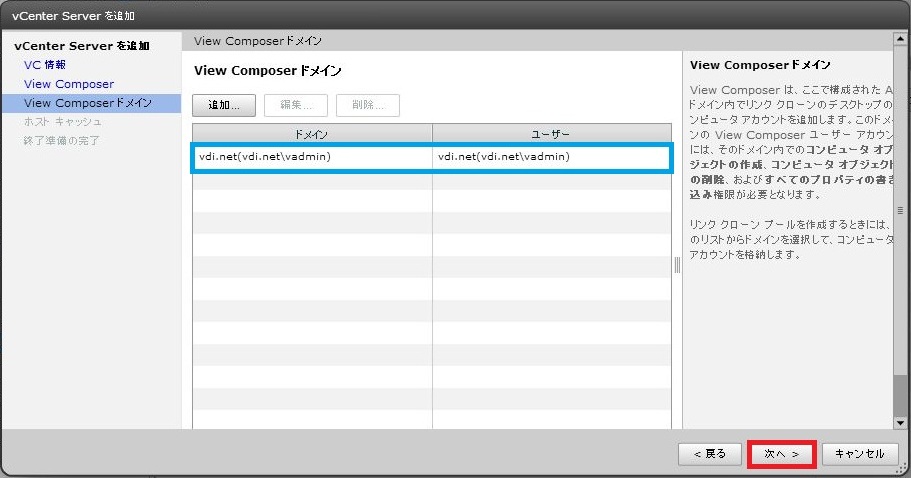 vCenter Server を追加
vCenter Server を追加
VC 情報
View Composer
View Composerドメイン
ホスト キャッシュ
終了準備の完了
View Composerドメイン
View Composerドメイン
追加...
編集...
削除...
ドメイン
ユーザー
vdi.net(vdi.net\vadmin)
vdi.net(vdi.net\vadmin)
View Composerドメイン
View Composer は、ここで構成された A
ドメイン内でリンク クローンのデスクトップの
ンピュータ アカウントを追加します。このドメ-
ンの View Composer ユーザー アカウン
には、そのドメイン内でのコンピュータ オブ
ジェクトの作成、コンピュータ オブジェクト
の削除、およびすべてのプロパティの書き
込み権限が必要となります。
リンク クローン プールを作成するときには、
のリストからドメインを選択して、コンピュータ
アカウントを格納します。
< 戻る
次へ >
キャンセル